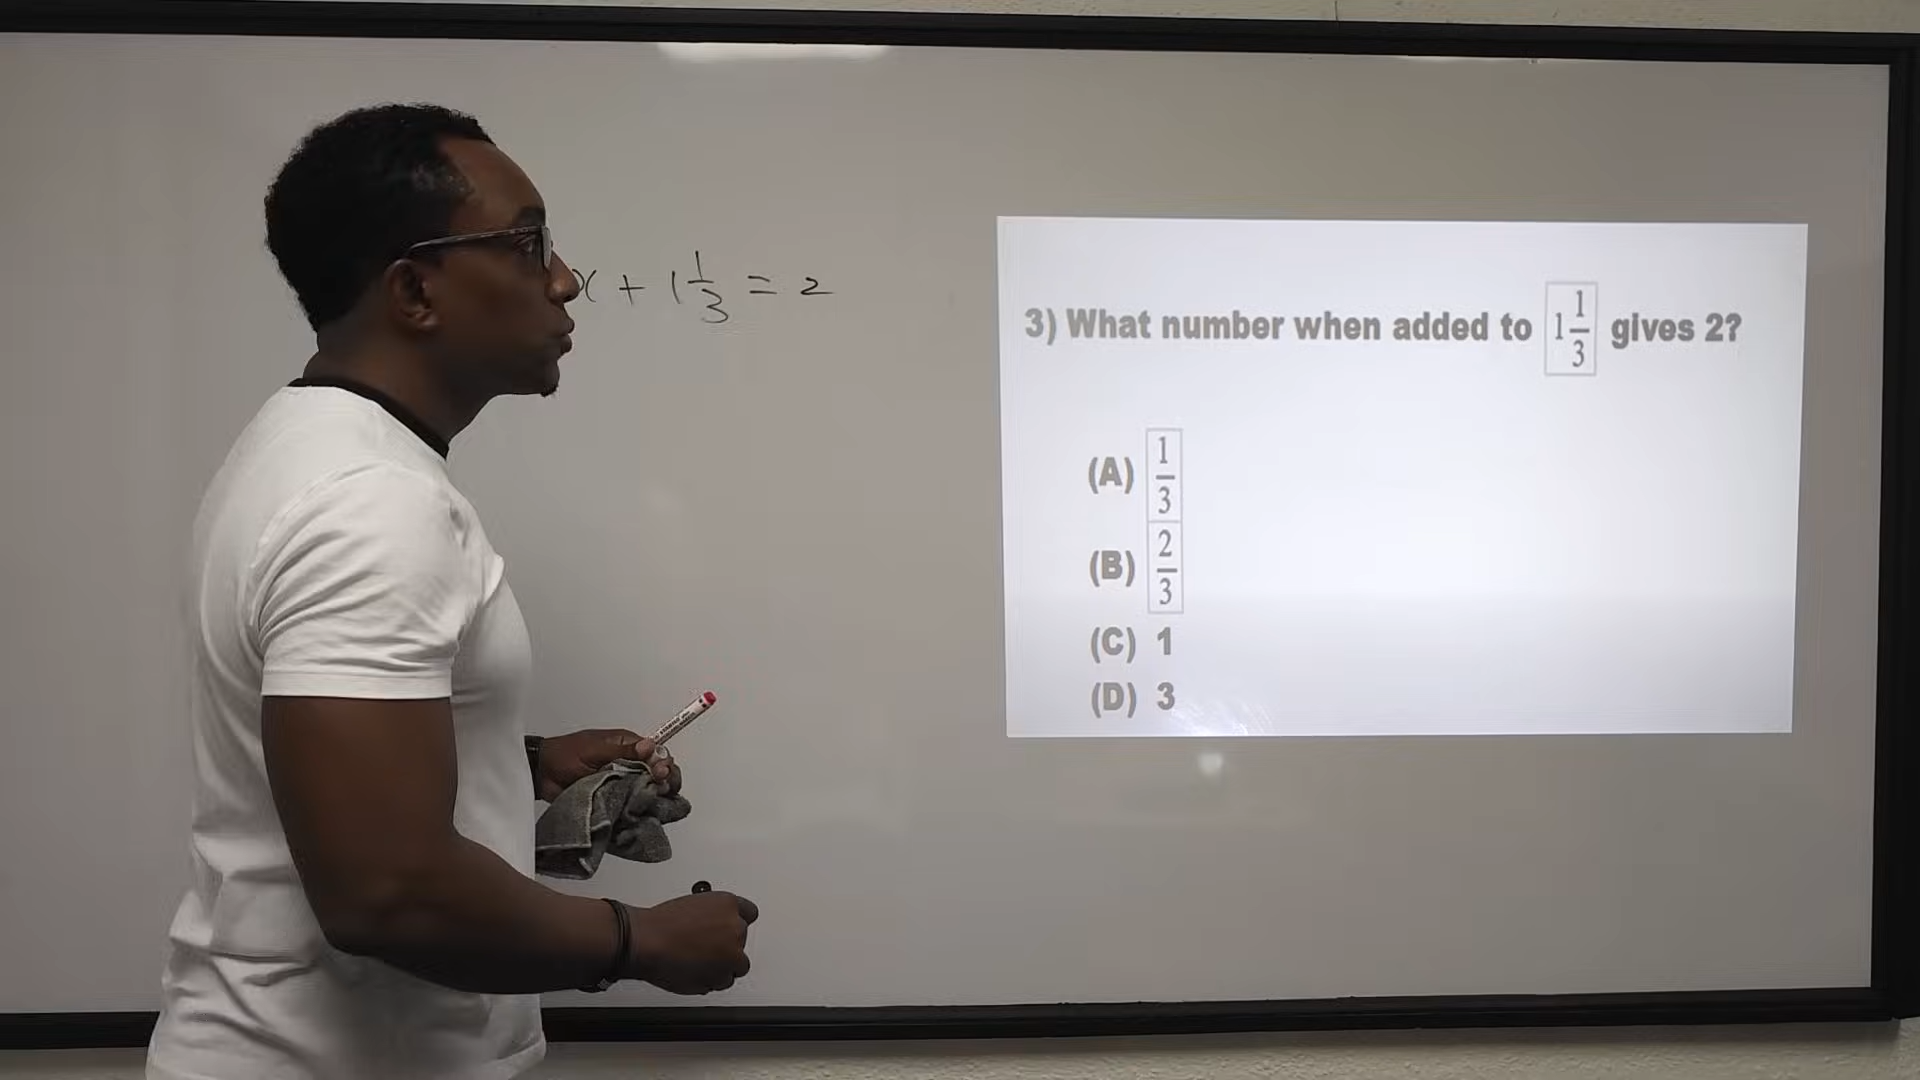 x + 1 1/3 = 2
3) What number when added to 1 1/3 gives 2?
(A) 1/3
(B) 2/3
(C) 1
(D) 3